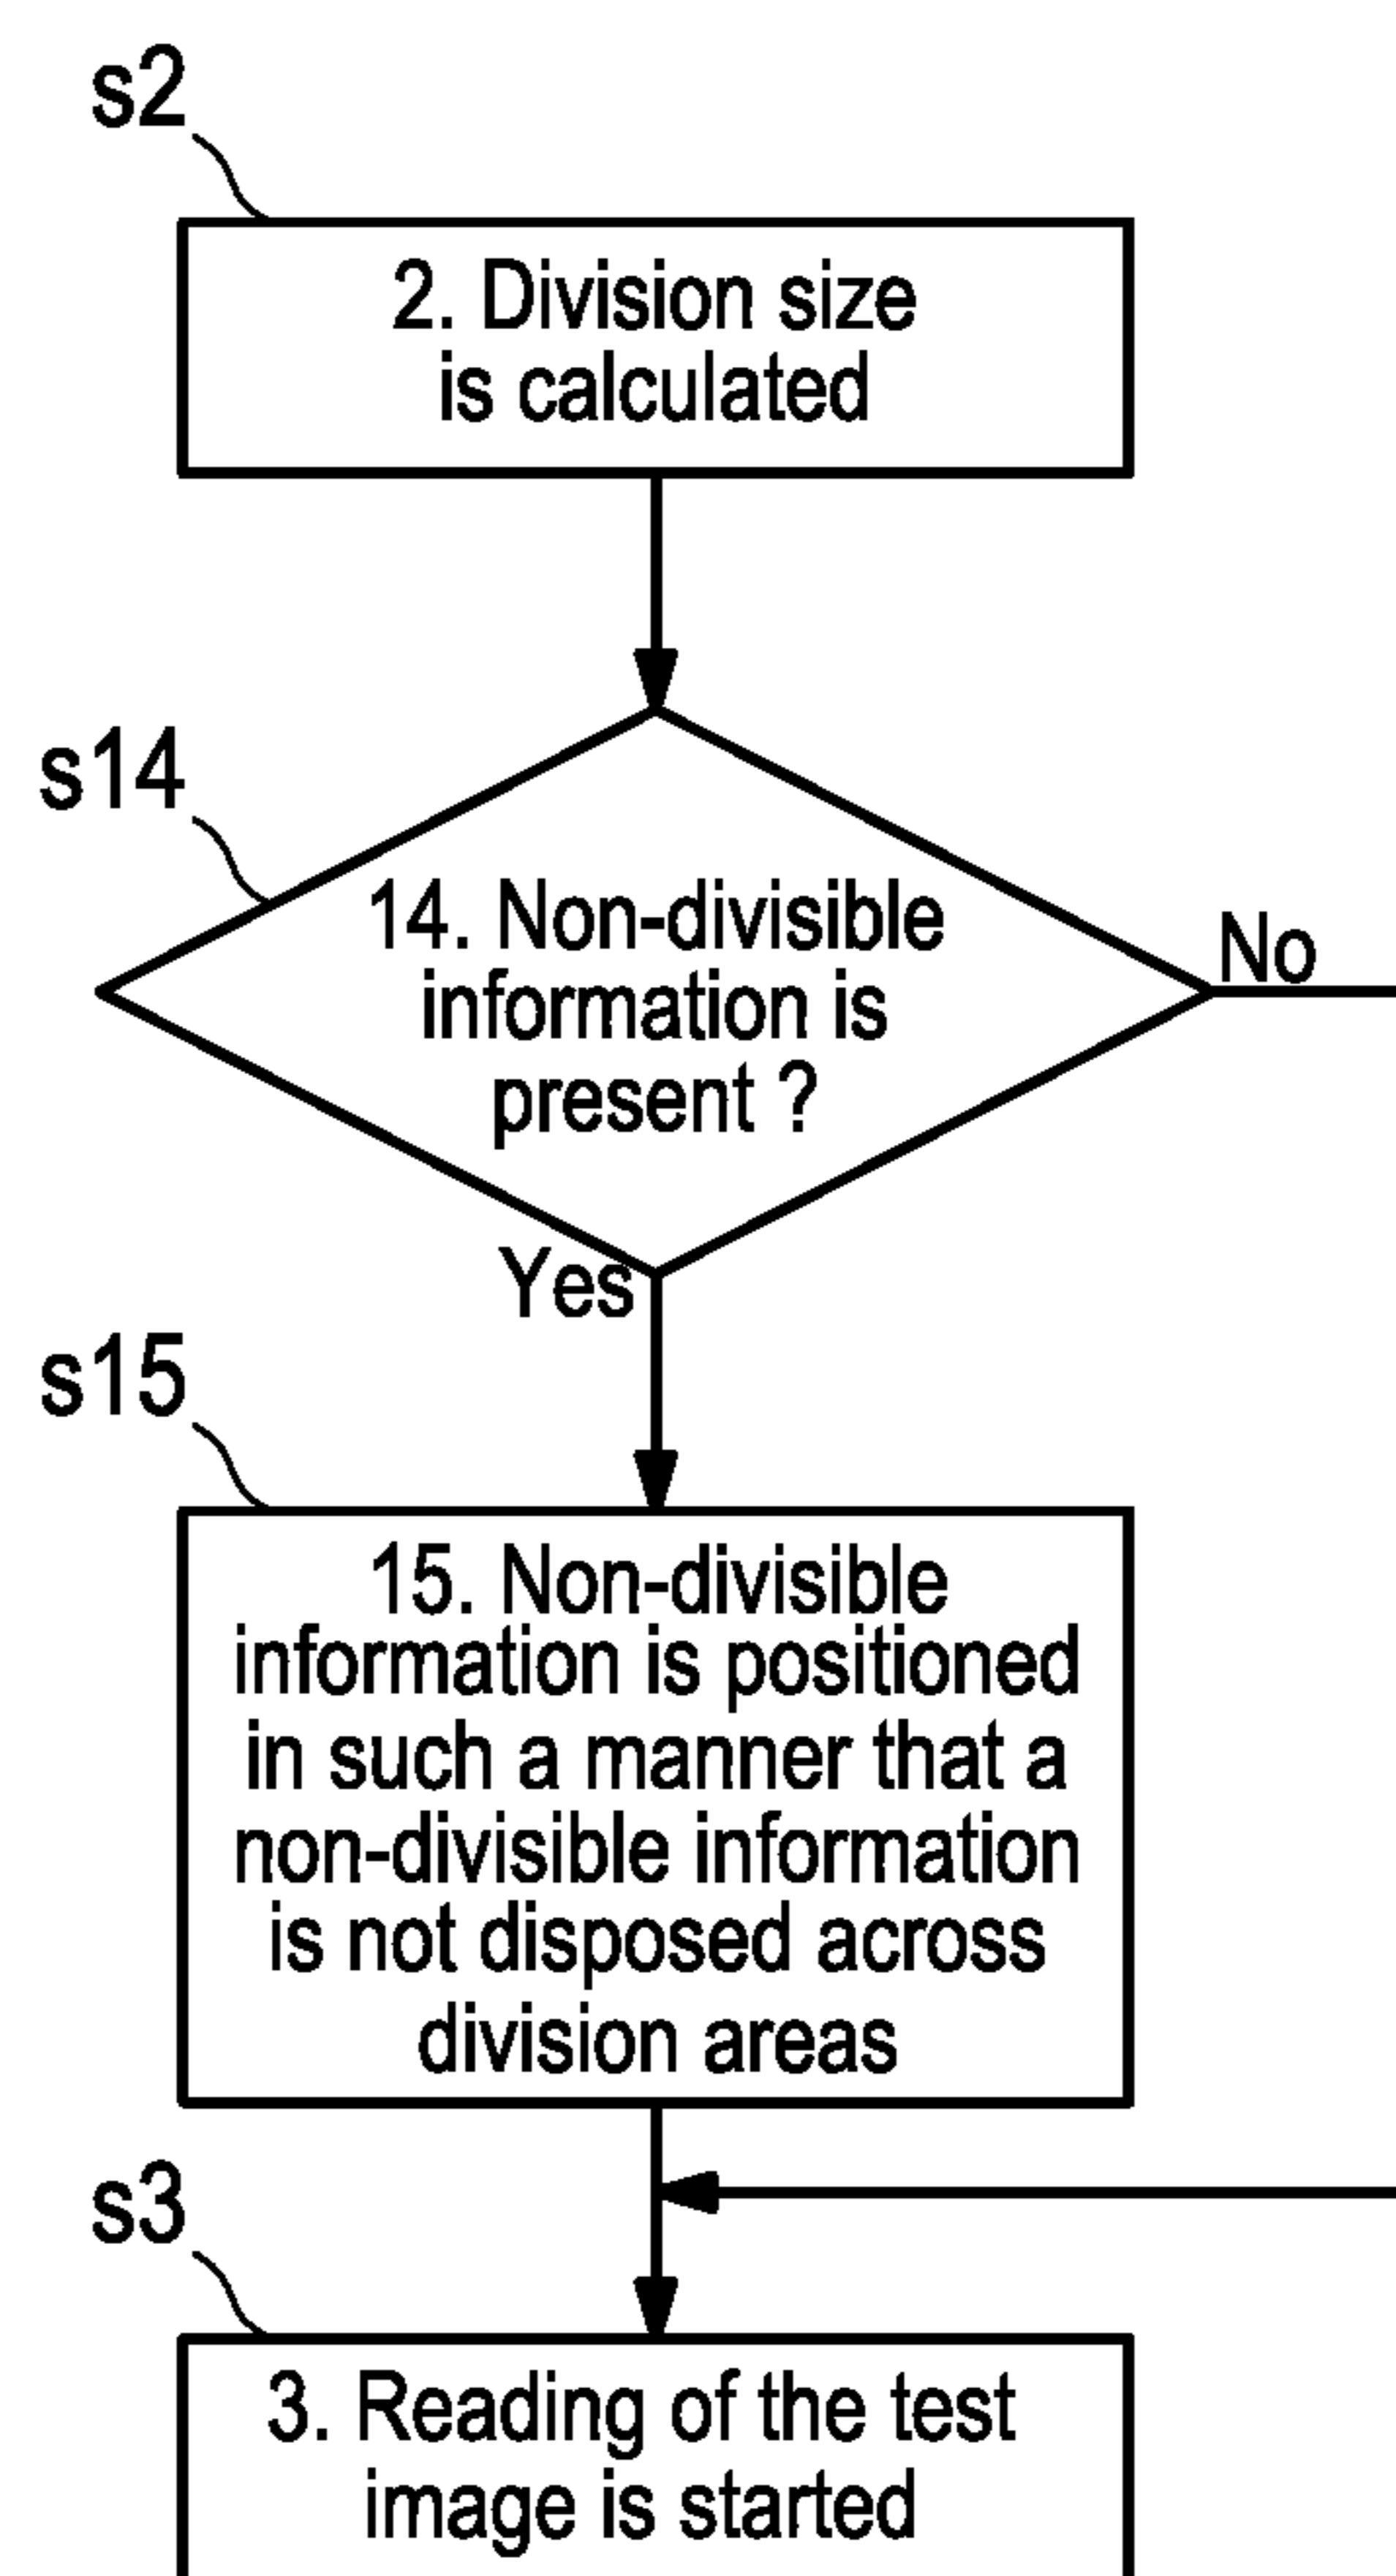 s2
2. Division size
is calculated
s14
14. Non-divisible
information is
present ?
No
Yes
s15
15. Non-divisible
information is positioned
in such a manner that a
non-divisible information
is not disposed across
division areas
s3
3. Reading of the test
image is started